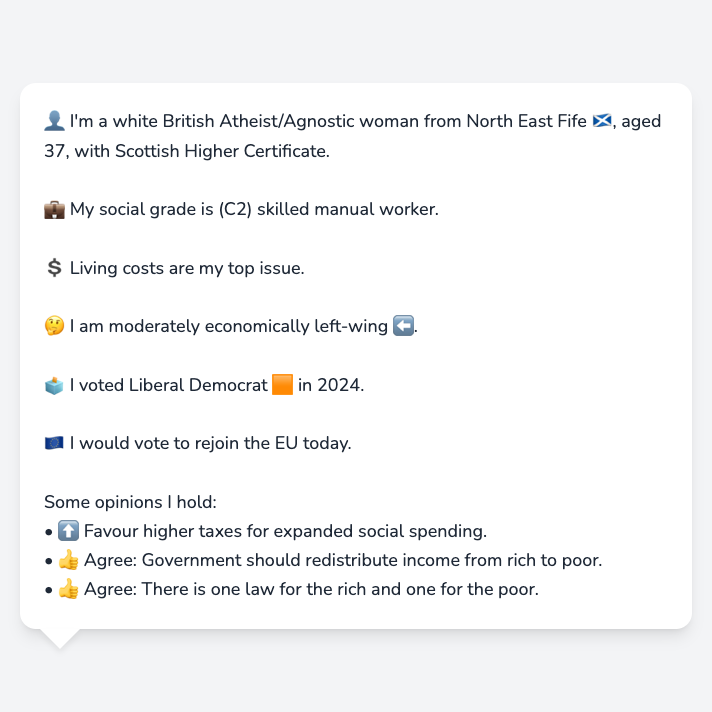 👤 I'm a white British Atheist/Agnostic woman from North East Fife 🏴󠁧󠁢󠁳󠁣󠁴󠁿, aged
37, with Scottish Higher Certificate.
💼 My social grade is (C2) skilled manual worker.
💲 Living costs are my top issue.
🤔 I am moderately economically left-wing ⬅️.
🗳️ I voted Liberal Democrat 🟧 in 2024.
🇪🇺 I would vote to rejoin the EU today.
Some opinions I hold:
• ⬆️ Favour higher taxes for expanded social spending.
• 👍 Agree: Government should redistribute income from rich to poor.
• 👍 Agree: There is one law for the rich and one for the poor.